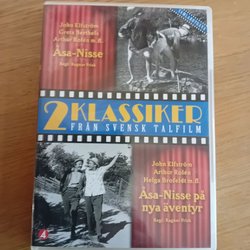 John Elfström
Greta Berthels
Arthur Rolén m.fl.
Åsa-Nisse
Regi: Ragnar Frisk
2 KLASSIKER
FRÅN SVENSK TALFILM
John Elfström
Arthur Rolén
Helga Brofeldt m.fl.
Åsa-Nisse på
nya äventyr
Regi: Ragnar Frisk
4